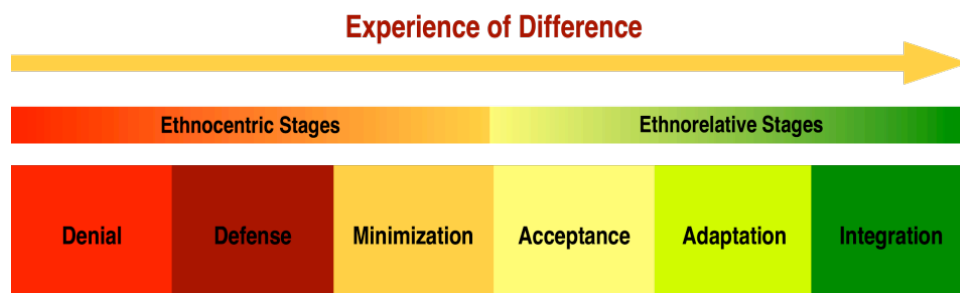 Experience of Difference
Ethnocentric Stages Ethnorelative Stages
Denial Defense Minimization Acceptance Adaptation Integration